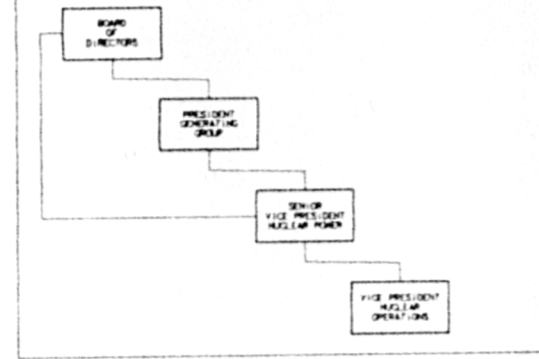 BOARD
OF
DIRECTORS
PRESIDENT
GENERATING
GROUP
SENIOR
VICE PRESIDENT
NUCLEAR POWER
VICE PRESIDENT
NUCLEAR
OPERATIONS